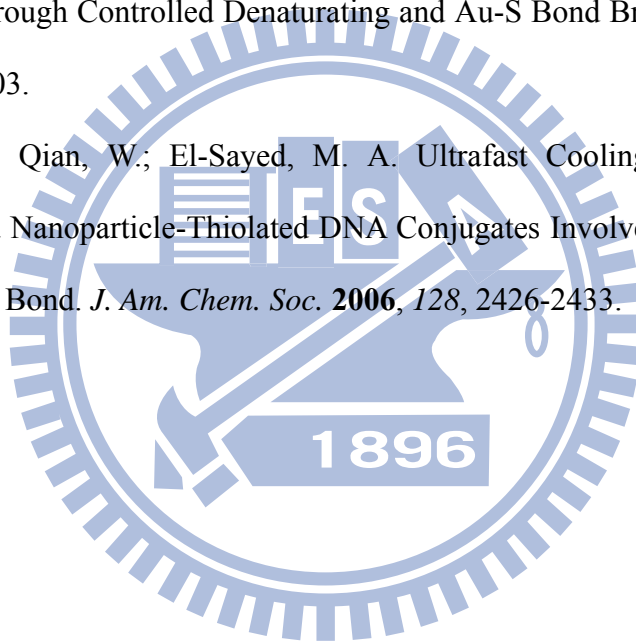 rough Controlled Denaturating and Au-S Bond Br
03.
Qian, W.; El-Sayed, M. A. Ultrafast Cooling
Nanoparticle-Thiolated DNA Conjugates Involve
Bond. J. Am. Chem. Soc. 2006, 128, 2426-2433.
E S A
1896